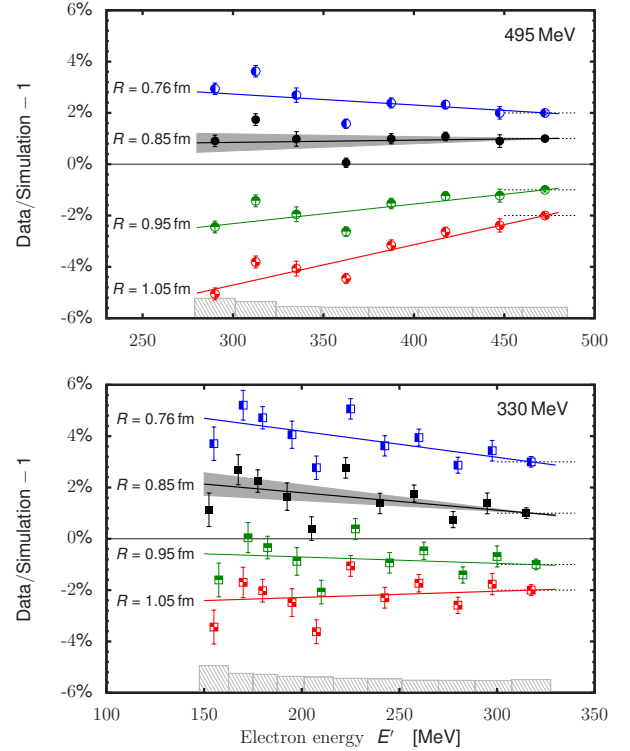 6%
495 MeV
4%
R = 0.76 fm
2%
R = 0.85 fm
0%
-2%
R = 0.95 fm
-4%
R = 1.05 fm
-6%
250 300 350 400 450 500
Data/Simulation − 1
6%
330 MeV
R = 0.76 fm
4%
R = 0.85 fm
2%
0%
R = 0.95 fm
-2%
R = 1.05 fm
-4%
-6%
100 150 200 250 300 350
Data/Simulation − 1
Electron energy E′ [MeV]